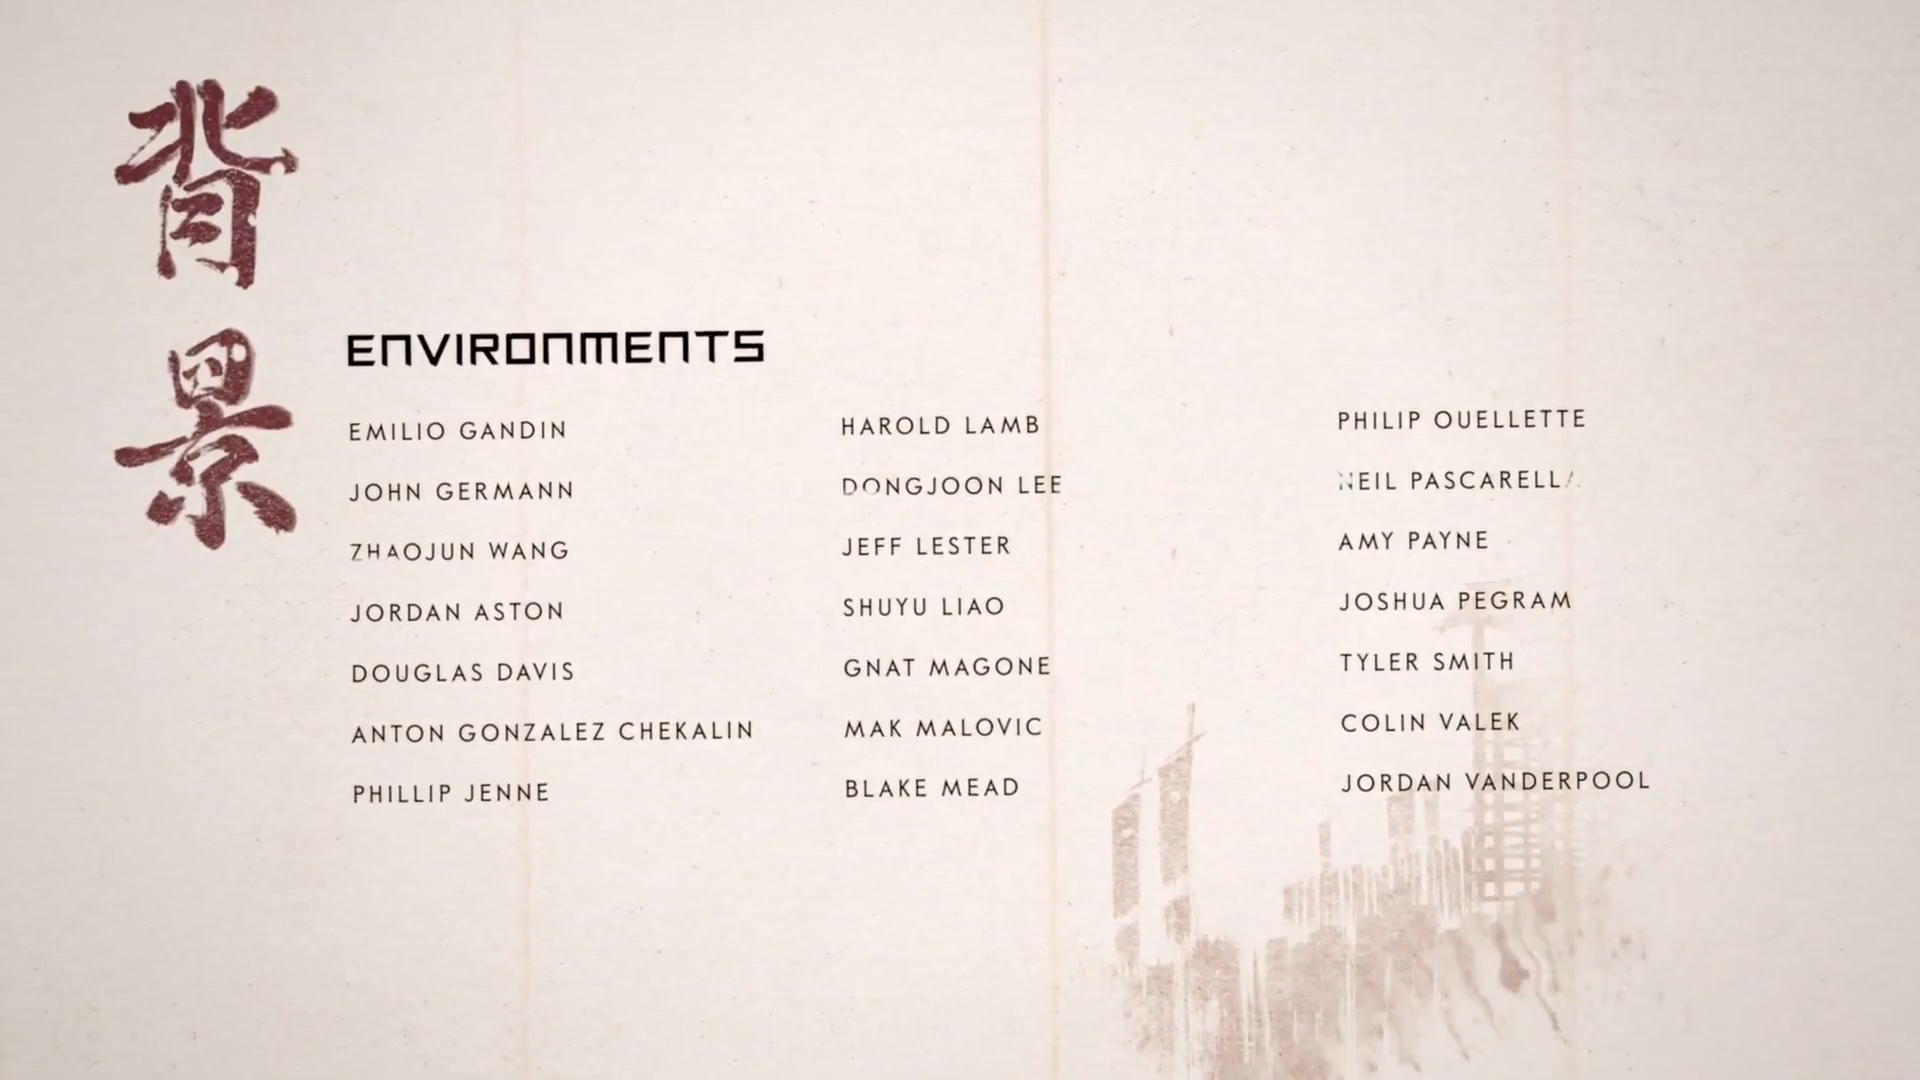 背景
ENVIRONMENTS
EMILIO GANDIN
JOHN GERMANN
ZHAOJUN WANG
JORDAN ASTON
DOUGLAS DAVIS
ANTON GONZALEZ CHEKALIN
PHILLIP JENNE
HAROLD LAMB
DONGJOON LEE
JEFF LESTER
SHUYU LIAO
GNAT MAGONE
MAK MALOVIC
BLAKE MEAD
PHILIP OUELLETTE
NEIL PASCARELLA
AMY PAYNE
JOSHUA PEGRAM
TYLER SMITH
COLIN VALEK
JORDAN VANDERPOOL